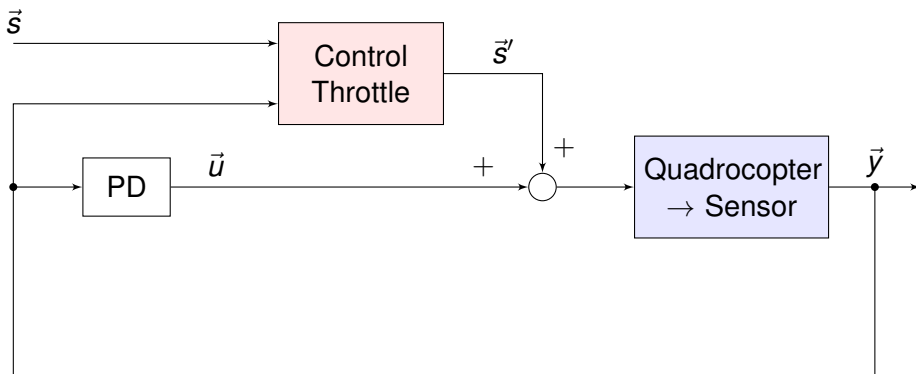 s⃗
Control
Throttle
s⃗′
+
PD
u⃗
+
Quadrocopter
→ Sensor
y⃗